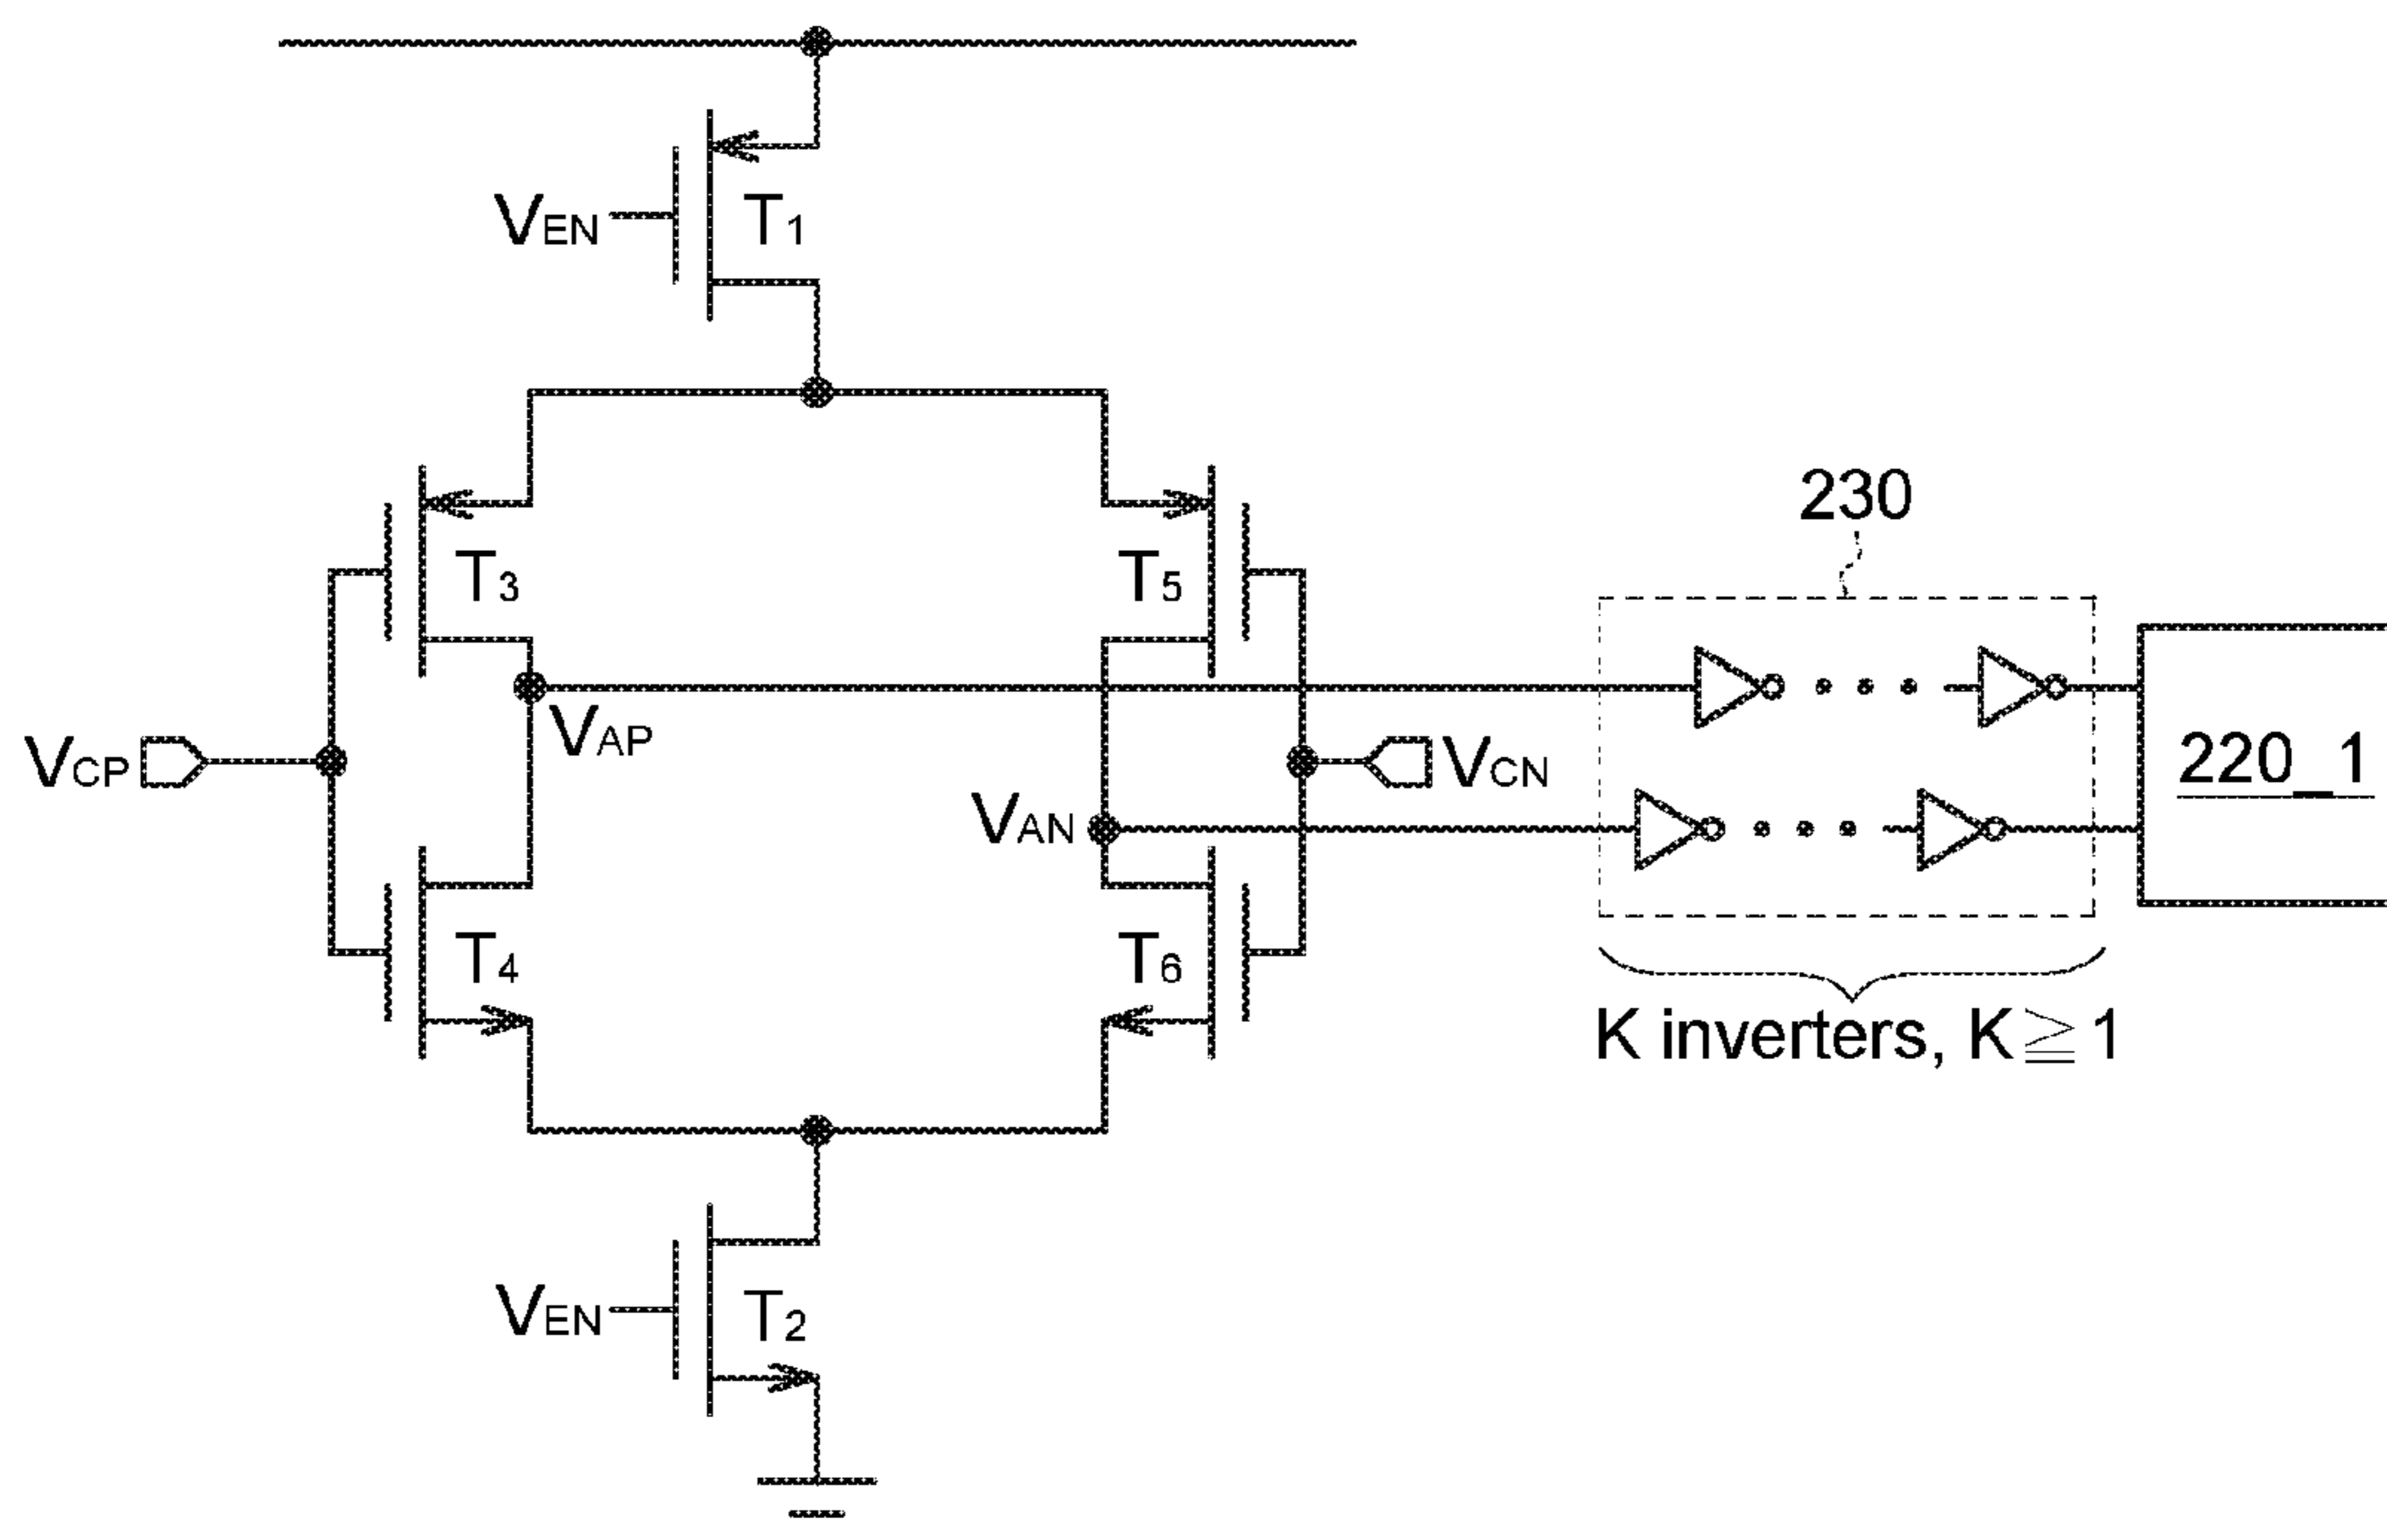 VEN
T1
T3
T5
230
VAP
VCP
VCN
220_1
VAN
T4
T6
K inverters, K≧1
VEN
T2